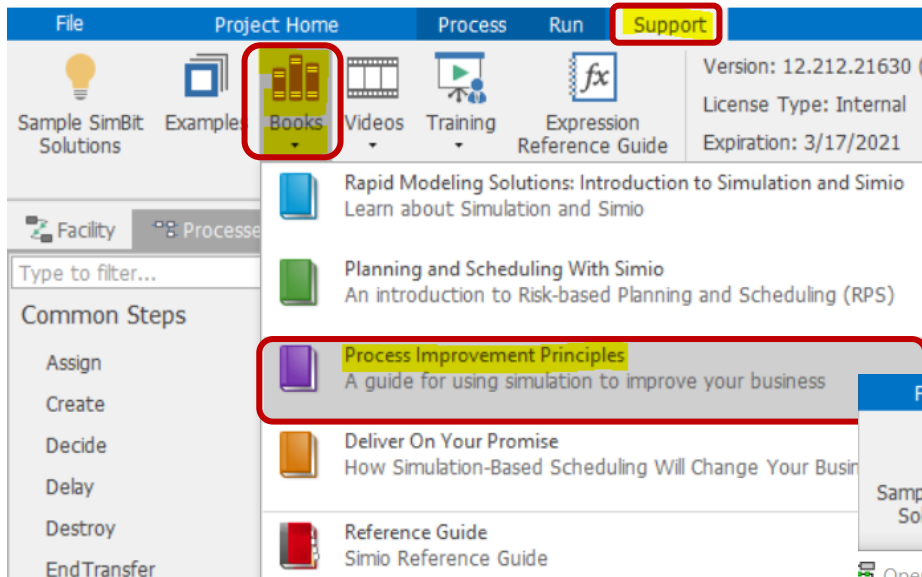 File Project Home Process Run Support
Sample SimBit Solutions
Examples
Books
Videos
Training
Expression Reference Guide
Version: 12.212.21630 (
License Type: Internal
Expiration: 3/17/2021
Rapid Modeling Solutions: Introduction to Simulation and Simio
Learn about Simulation and Simio
Facility Processe
Type to filter...
Planning and Scheduling With Simio
An introduction to Risk-based Planning and Scheduling (RPS)
Common Steps
Assign
Create
Decide
Delay
Destroy
EndTransfer
Process Improvement Principles
A guide for using simulation to improve your business
Deliver On Your Promise
How Simulation-Based Scheduling Will Change Your Busin
Reference Guide
Simio Reference Guide